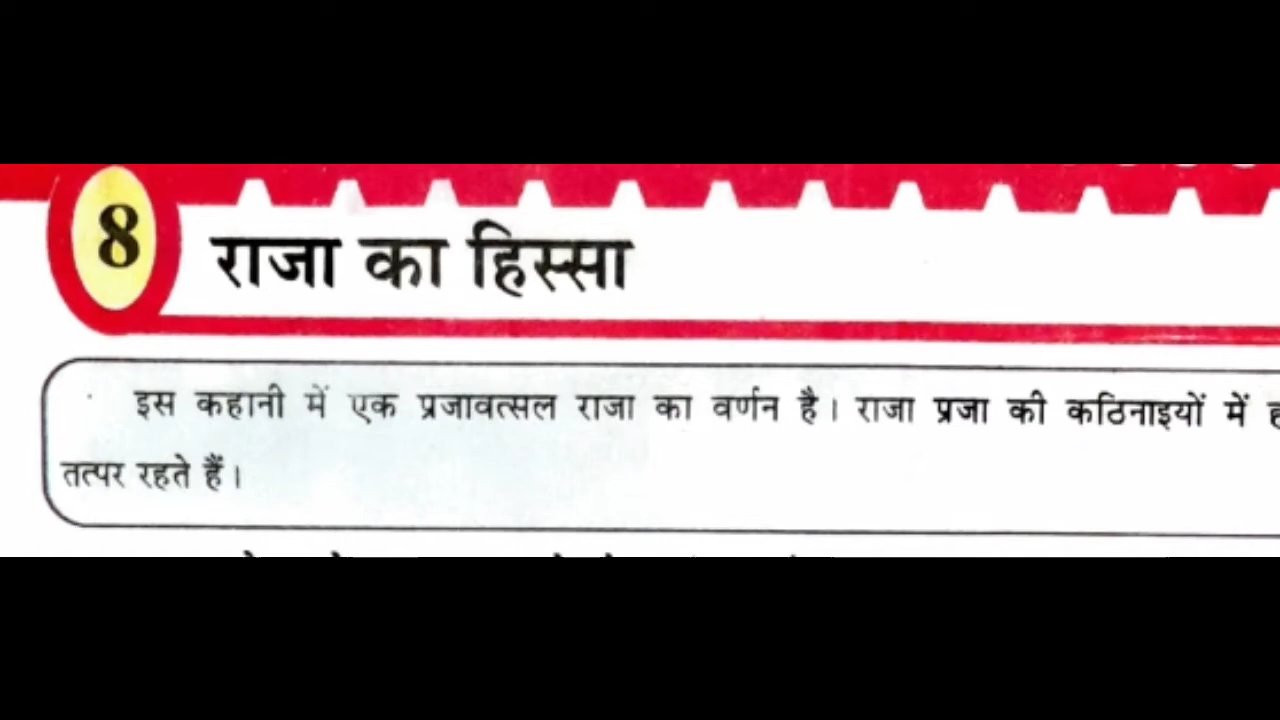 8
राजा का हिस्सा
इस कहानी में एक प्रजावत्सल राजा का वर्णन है। राजा प्रजा की कठिनाइयों में
तत्पर रहते हैं।